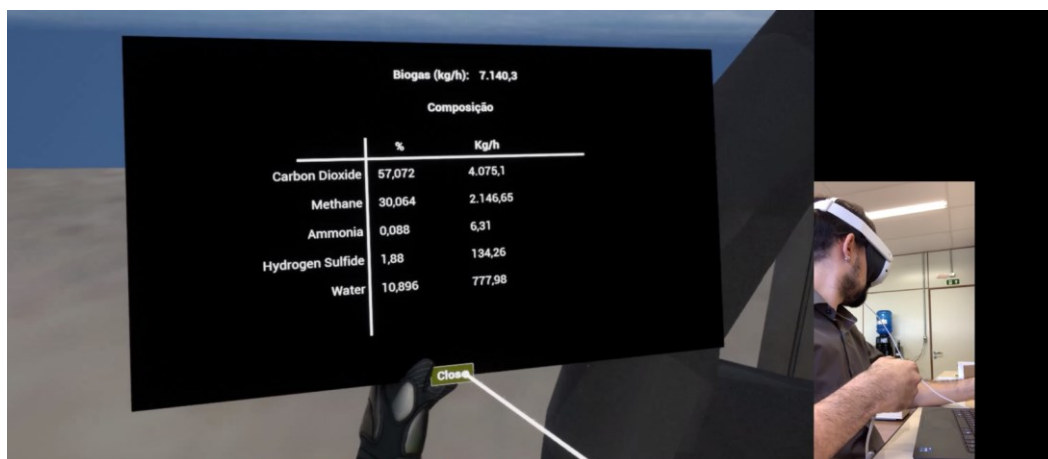 Biogas (kg/h): 7.140,3
Composição
% Kg/h
Carbon Dioxide 57,072 4.075,1
Methane 30,064 2.146,65
Ammonia 0,088 6,31
Hydrogen Sulfide 1,88 134,26
Water 10,896 777,98
Close